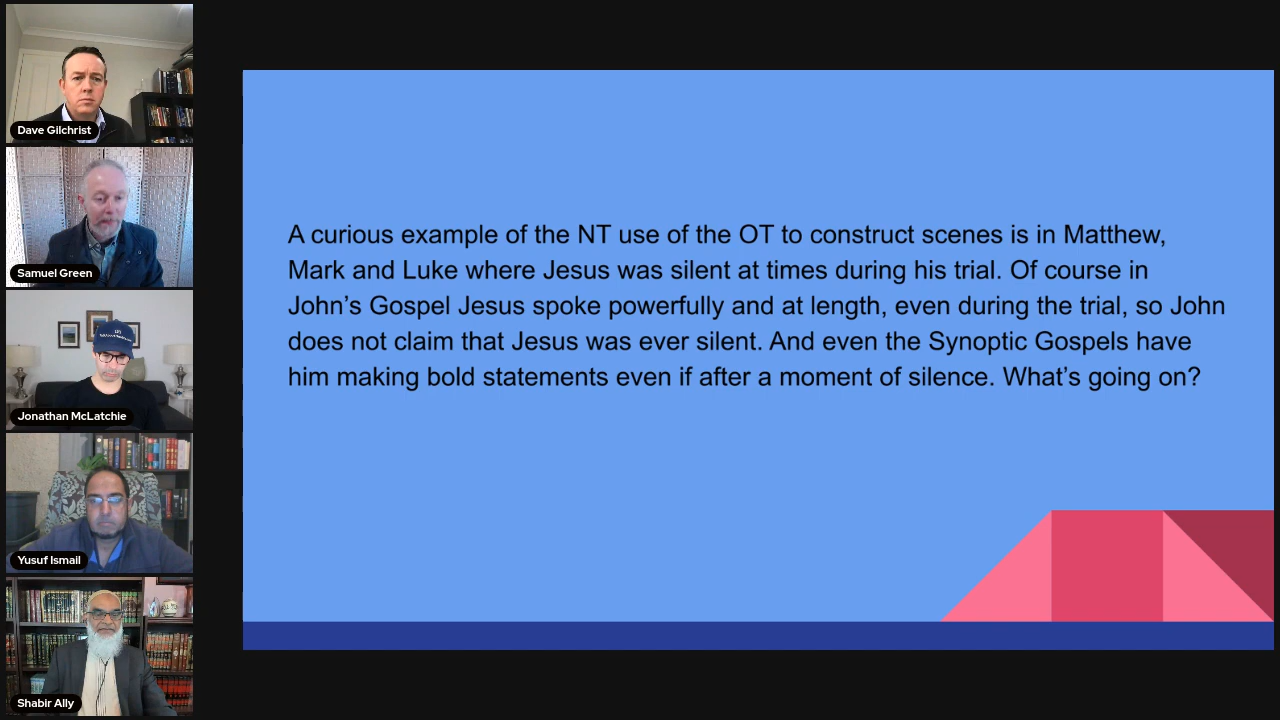 Dave Gilchrist
Samuel Green
Jonathan McLatchie
Yusuf Ismail
Shabir Ally
A curious example of the NT use of the OT to construct scenes is in Matthew,
Mark and Luke where Jesus was silent at times during his trial. Of course in
John’s Gospel Jesus spoke powerfully and at length, even during the trial, so John
does not claim that Jesus was ever silent. And even the Synoptic Gospels have
him making bold statements even if after a moment of silence. What’s going on?